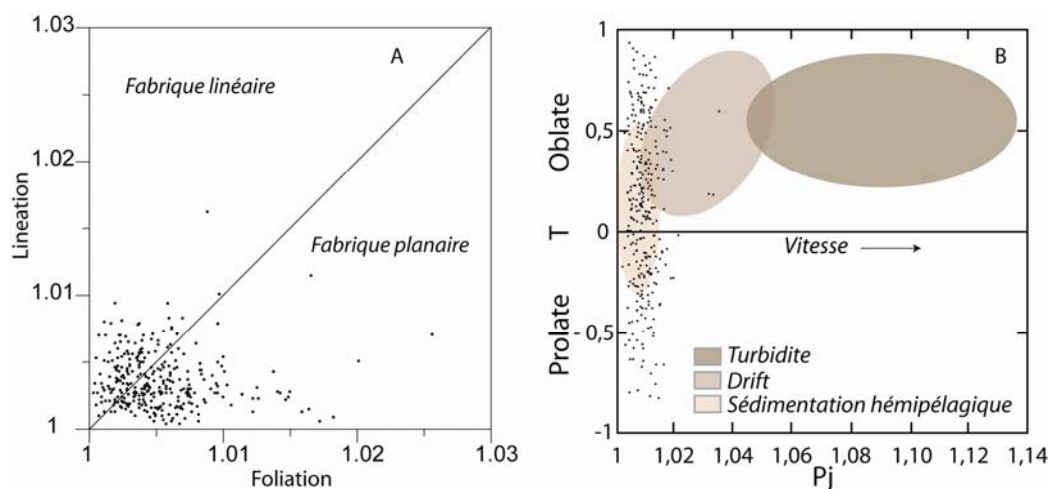 1.03
A
Fabrique linéaire
1.02
Lineation
Fabrique planaire
1.01
1
1
1.01
1.02
1.03
Foliation
1
B
Oblate
0,5
T
0
Vitesse
Prolate
- 0,5
Turbidite
Drift
Sédimentation hémipélagique
-1
1
1,02
1,04
1,06
1,08
1,10
1,12
1,14
Pj